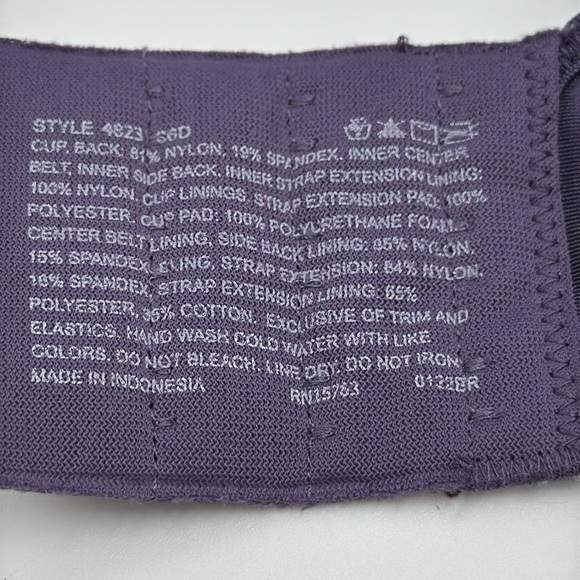 STYLE 4823 S6D
CUP, BACK: 81% NYLON, 19% SPANDEX. INNER CENTER
BELT, INNER SIDE BACK, INNER STRAP EXTENSION LINING:
100% NYLON, CUP LININGS, STRAP EXTENSION PAD: 100%
POLYESTER, CUP PAD: 100% POLYURETHANE FOAM.
CENTER BELT LINING, SIDE BACK LINING: 85% NYLON,
15% SPANDEX, SLING, STRAP EXTENSION: 84% NYLON,
16% SPANDEX, STRAP EXTENSION LINING: 65%
POLYESTER, 35% COTTON. EXCLUSIVE OF TRIM AND
ELASTICS. HAND WASH COLD WATER WITH LIKE
COLORS. DO NOT BLEACH. LINE DRY. DO NOT IRON
MADE IN INDONESIA RN15763 0122ER